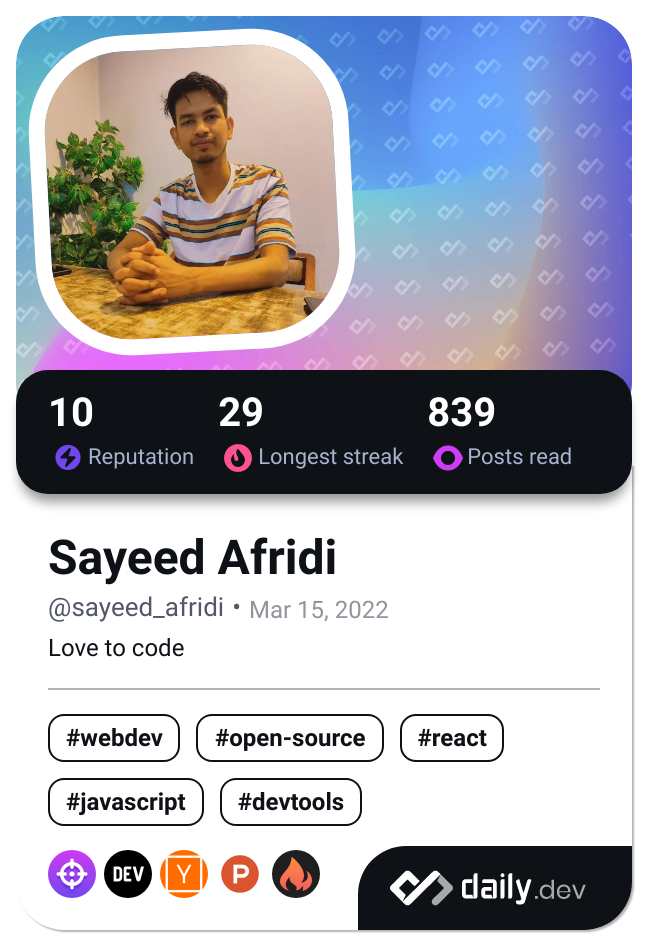 10 29 839
Reputation Longest streak Posts read
Sayeed Afridi
@sayeed_afridi • Mar 15, 2022
Love to code
#webdev #open-source #react
#javascript #devtools
DEV Y P
daily.dev